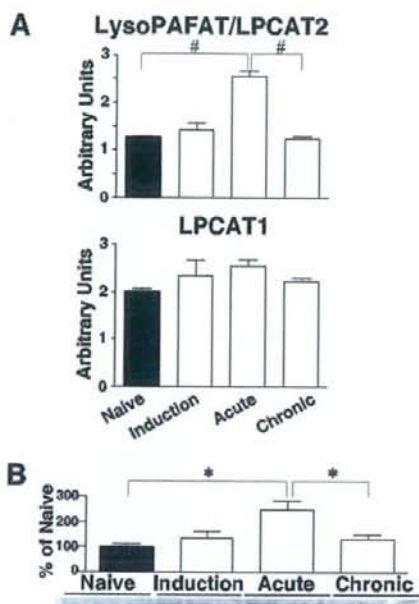 A
LysoPAFAT/LPCAT2
# #
Arbitrary Units
3
2
1
0
LPCAT1
Arbitrary Units
3
2
1
0
Naive Induction Acute Chronic
B
* *
% of Naive
300
200
100
0
Naive Induction Acute Chronic